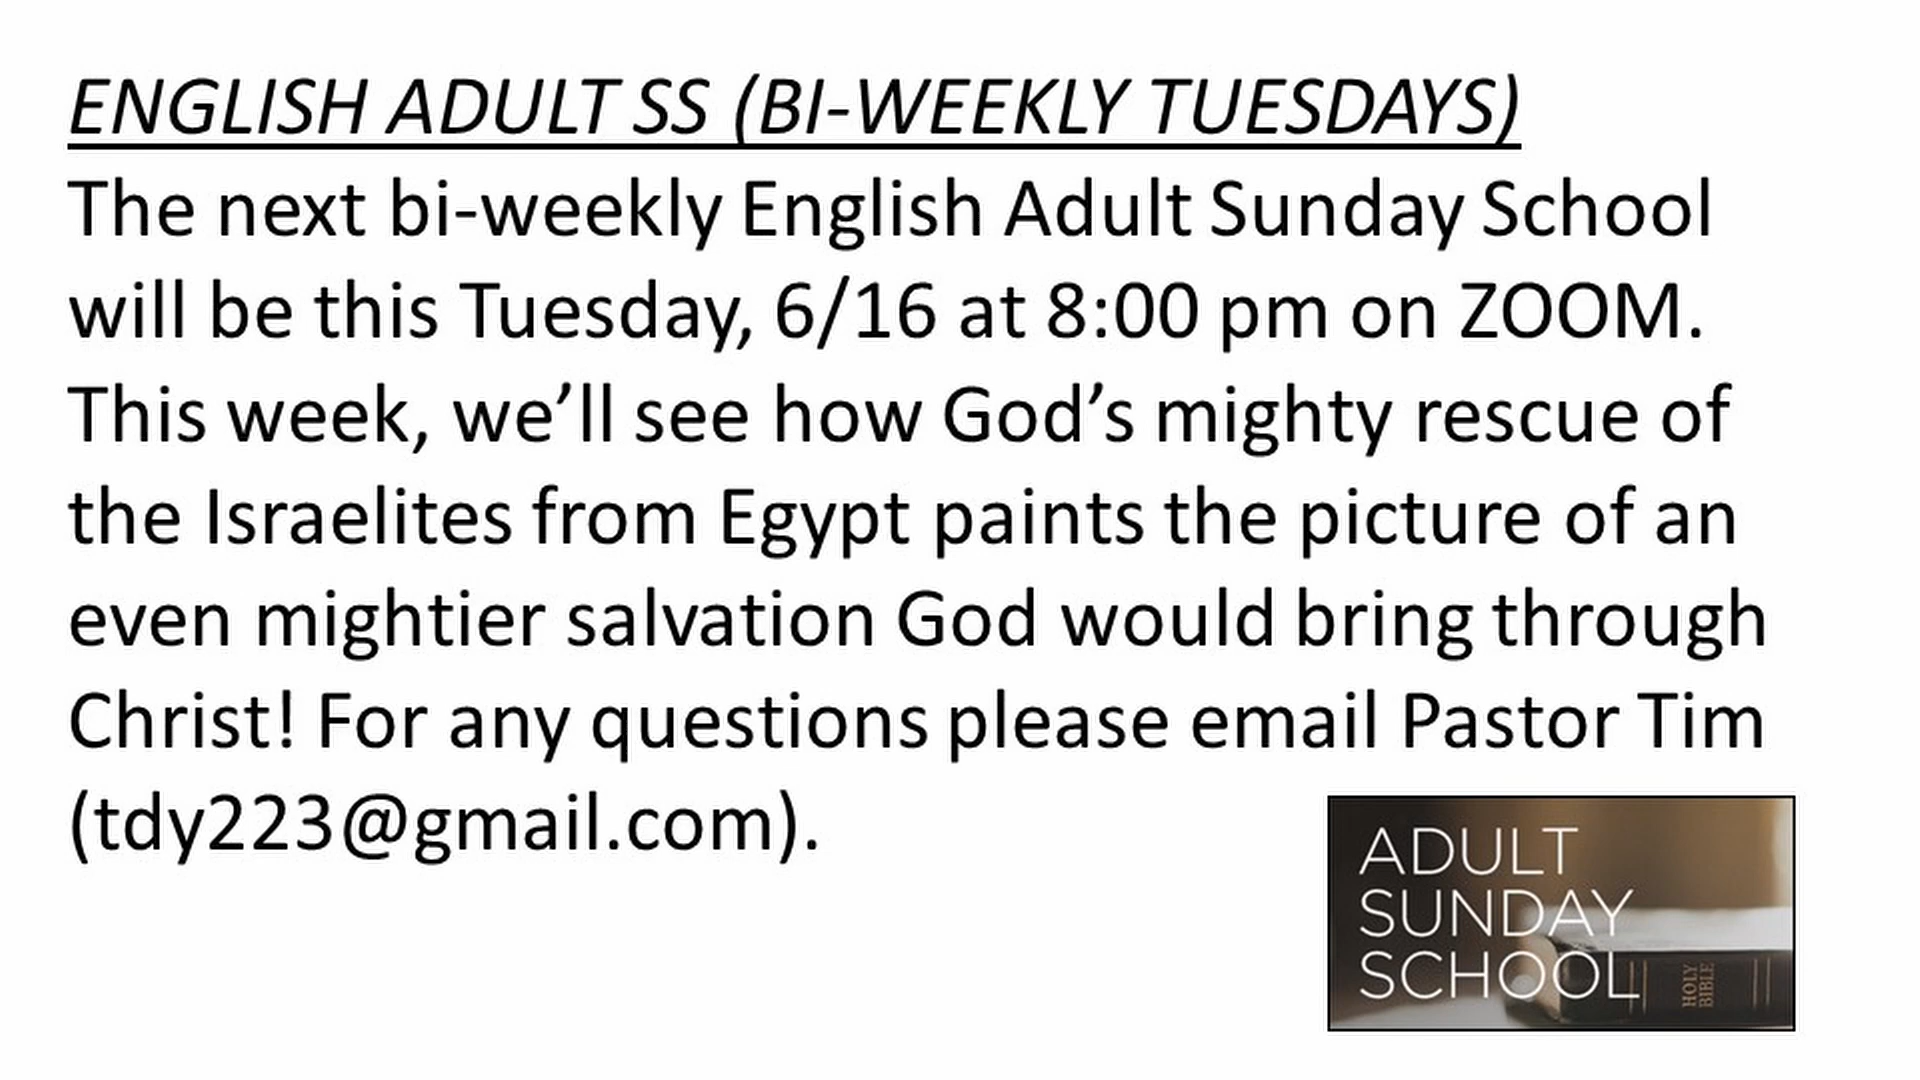 ENGLISH ADULT SS (BI-WEEKLY TUESDAYS)
The next bi-weekly English Adult Sunday School
will be this Tuesday, 6/16 at 8:00 pm on ZOOM.
This week, we’ll see how God’s mighty rescue of
the Israelites from Egypt paints the picture of an
even mightier salvation God would bring through
Christ! For any questions please email Pastor Tim
(tdy223@gmail.com).
ADULT
SUNDAY
SCHOOL
HOLY
BIBLE